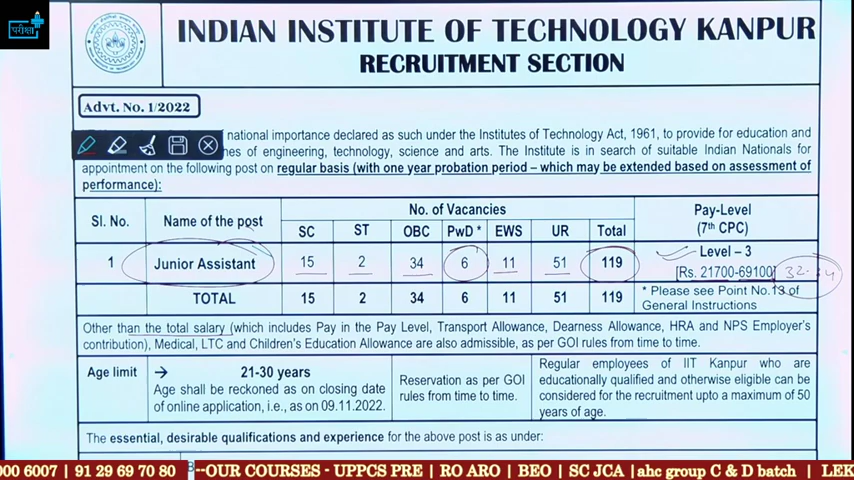 परीक्षा
INDIAN INSTITUTE OF TECHNOLOGY KANPUR
RECRUITMENT SECTION
Advt. No. 1/2022
national importance declared as such under the Institutes of Technology Act, 1961, to provide for education and
hes of engineering, technology, science and arts. The Institute is in search of suitable Indian Nationals for
appointment on the following post on regular basis (with one year probation period – which may be extended based on assessment of
performance):
Sl. No. Name of the post No. of Vacancies Pay-Level
(7th CPC)
SC ST OBC PwD * EWS UR Total
1 Junior Assistant 15 2 34 6 11 51 119 Level – 3
[Rs. 21700-69100]
TOTAL 15 2 34 6 11 51 119 * Please see Point No.13 of
General Instructions
Other than the total salary (which includes Pay in the Pay Level, Transport Allowance, Dearness Allowance, HRA and NPS Employer's
contribution), Medical, LTC and Children's Education Allowance are also admissible, as per GOI rules from time to time.
Age limit → 21-30 years
Age shall be reckoned as on closing date
of online application, i.e., as on 09.11.2022.
Reservation as per GOI
rules from time to time.
Regular employees of IIT Kanpur who are
educationally qualified and otherwise eligible can be
considered for the recruitment upto a maximum of 50
years of age.
The essential, desirable qualifications and experience for the above post is as under:
000 6007 | 91 29 69 70 80 --OUR COURSES - UPPCS PRE | RO ARO | BEO | SC JCA |ahc group C & D batch | LEK